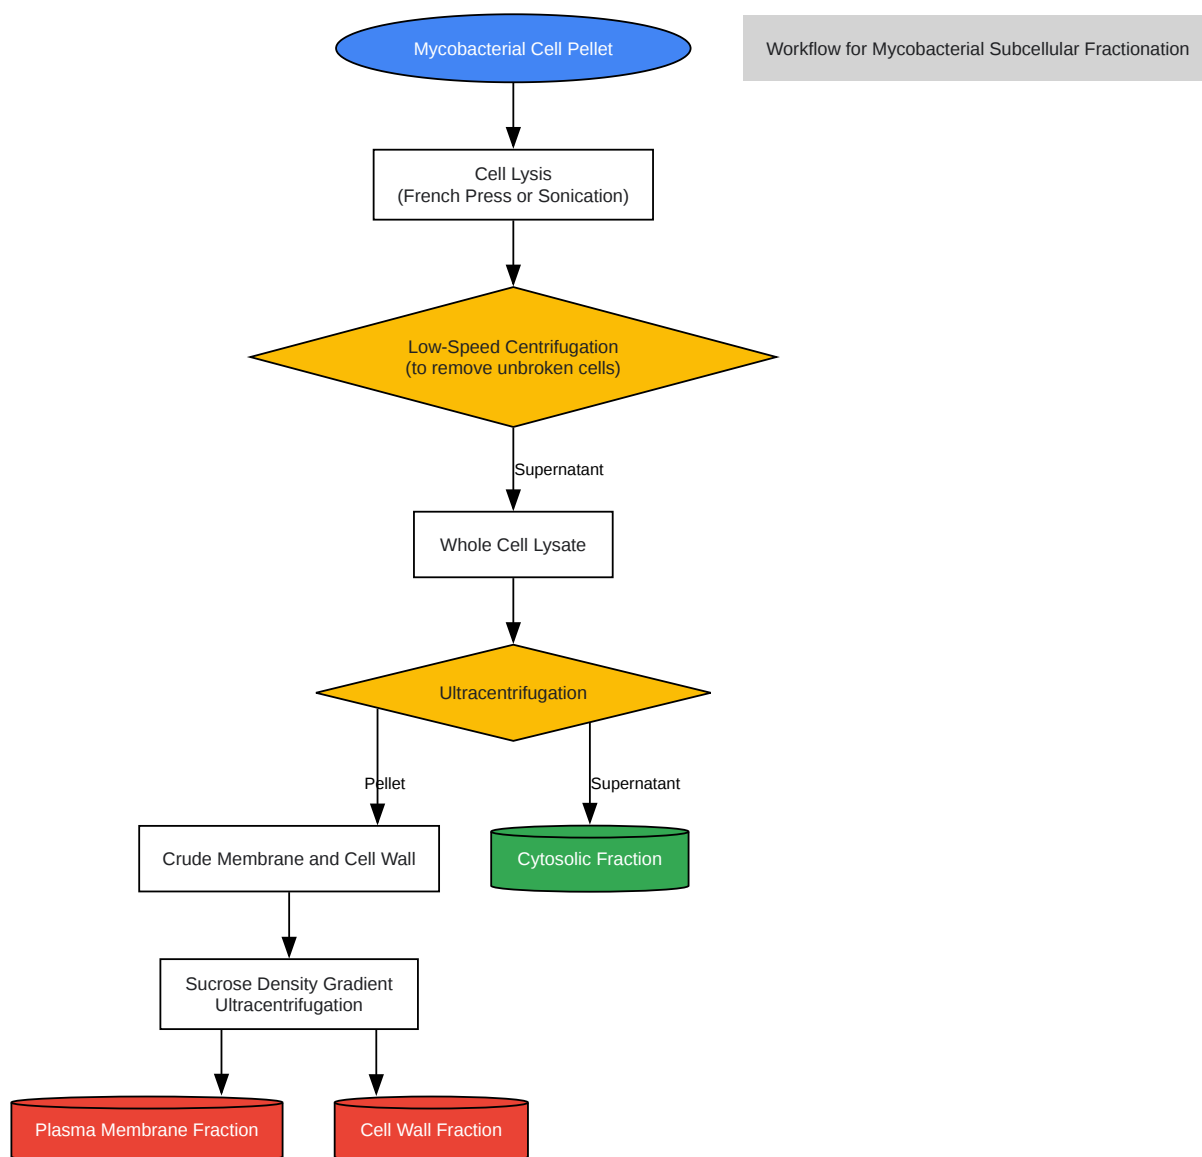 Mycobacterial Cell Pellet
Workflow for Mycobacterial Subcellular Fractionation
Cell Lysis
(French Press or Sonication)
Low-Speed Centrifugation
(to remove unbroken cells)
Supernatant
Whole Cell Lysate
Ultracentrifugation
Pellet
Supernatant
Crude Membrane and Cell Wall
Cytosolic Fraction
Sucrose Density Gradient
Ultracentrifugation
Plasma Membrane Fraction
Cell Wall Fraction